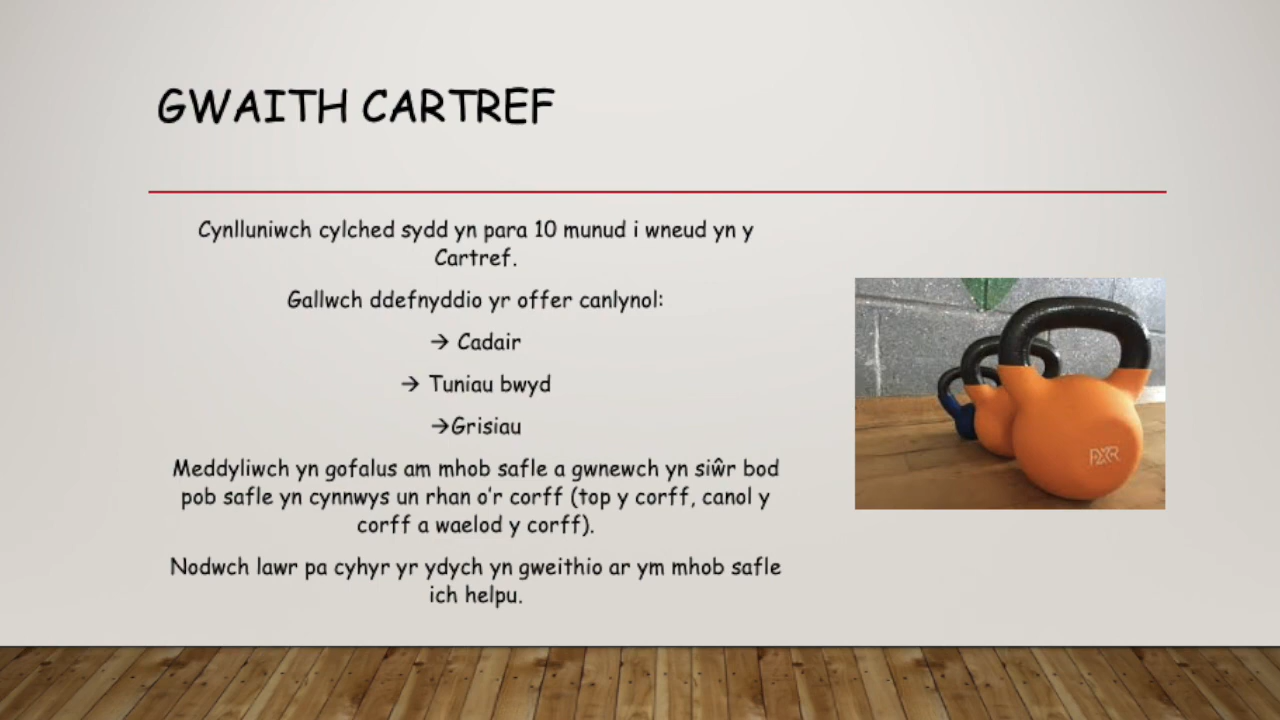 GWAITH CARTREF
Cynlluniwch cylched sydd yn para 10 munud i wneud yn y
Cartref.
Gallwch ddefnyddio yr offer canlynol:
→ Cadair
→ Tuniau bwyd
→Grisiau
Meddyliwch yn gofalus am mhob safle a gwnewch yn siŵr bod
pob safle yn cynnwys un rhan o'r corff (top y corff, canol y
corff a waelod y corff).
Nodwch lawr pa cyhyr yr ydych yn gweithio ar ym mhob safle
ich helpu.
PXR